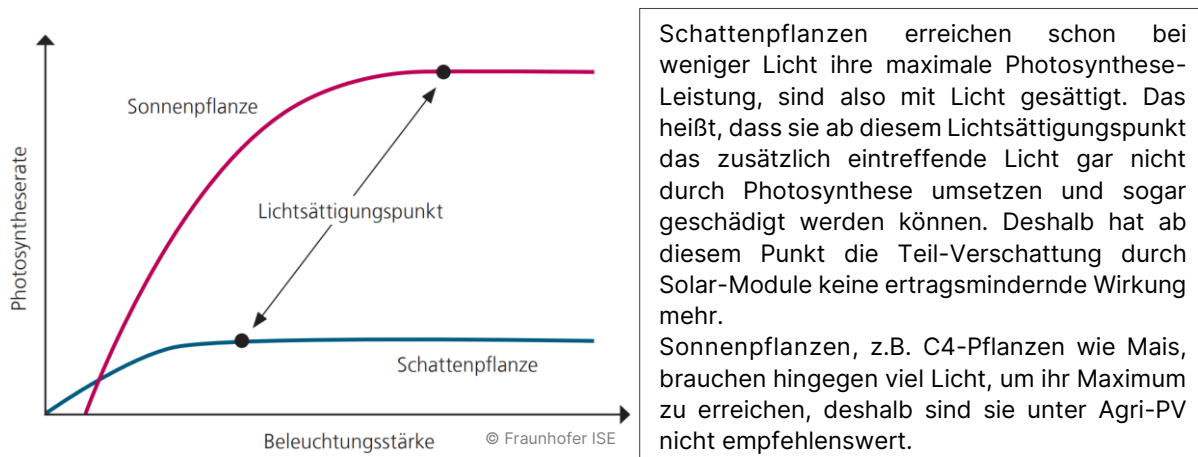 Sonnenpflanze
Lichtsättigungspunkt
Schattenpflanze
Photosyntheserate
Beleuchtungsstärke
© Fraunhofer ISE
Schattenpflanzen erreichen schon bei
weniger Licht ihre maximale Photosynthese-
Leistung, sind also mit Licht gesättigt. Das
heißt, dass sie ab diesem Lichtsättigungspunkt
das zusätzlich eintreffende Licht gar nicht
durch Photosynthese umsetzen und sogar
geschädigt werden können. Deshalb hat ab
diesem Punkt die Teil-Verschattung durch
Solar-Module keine ertragsmindernde Wirkung
mehr.
Sonnenpflanzen, z.B. C4-Pflanzen wie Mais,
brauchen hingegen viel Licht, um ihr Maximum
zu erreichen, deshalb sind sie unter Agri-PV
nicht empfehlenswert.